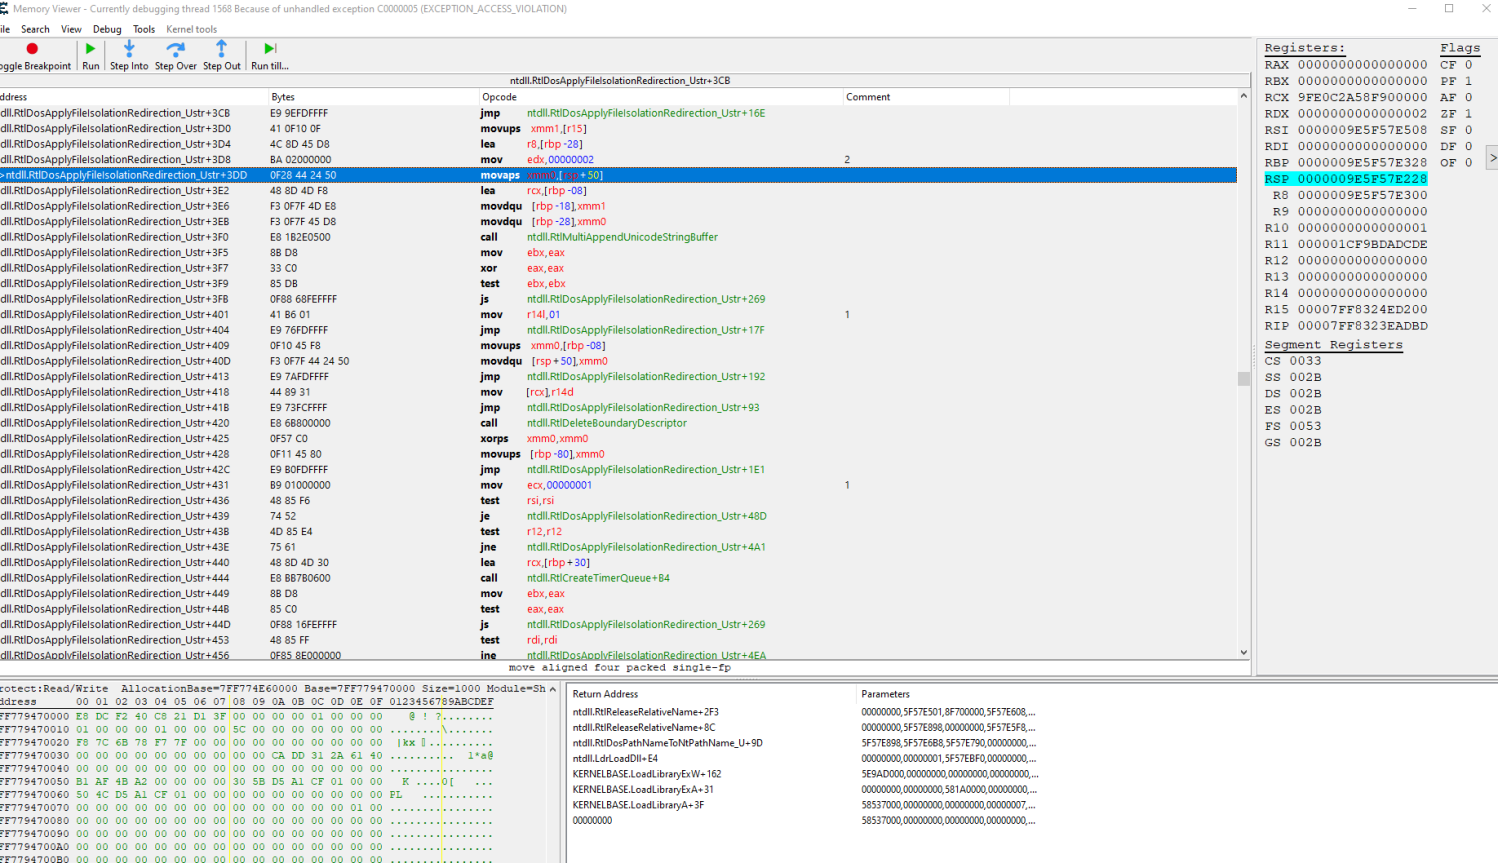 Memory Viewer - Currently debugging thread 1568 Because of unhandled exception C0000005 (EXCEPTION_ACCESS_VIOLATION)
ile Search View Debug Tools Kernel tools
oggle Breakpoint Run Step Into Step Over Step Out Run till...
ntdll.RtlDosApplyFileIsolationRedirection_Ustr+3CB
ddress Bytes Opcode Comment
dll.RtlDosApplyFileIsolationRedirection_Ustr+3CB E9 9EFDFFFF jmp ntdll.RtlDosApplyFileIsolationRedirection_Ustr+16E
dll.RtlDosApplyFileIsolationRedirection_Ustr+3D0 41 0F10 0F movups xmm1,[r15]
dll.RtlDosApplyFileIsolationRedirection_Ustr+3D4 4C 8D 45 D8 lea r8,[rbp-28]
dll.RtlDosApplyFileIsolationRedirection_Ustr+3D8 BA 02000000 mov edx,00000002 2
>ntdll.RtlDosApplyFileIsolationRedirection_Ustr+3DD 0F28 44 24 50 movaps xmm0,[rsp+50]
dll.RtlDosApplyFileIsolationRedirection_Ustr+3E2 48 8D 4D F8 lea rcx,[rbp-08]
dll.RtlDosApplyFileIsolationRedirection_Ustr+3E6 F3 0F7F 4D E8 movdqu [rbp-18],xmm1
dll.RtlDosApplyFileIsolationRedirection_Ustr+3EB F3 0F7F 45 D8 movdqu [rbp-28],xmm0
dll.RtlDosApplyFileIsolationRedirection_Ustr+3F0 E8 1B2E0500 call ntdll.RtlMultiAppendUnicodeStringBuffer
dll.RtlDosApplyFileIsolationRedirection_Ustr+3F5 8B D8 mov ebx,eax
dll.RtlDosApplyFileIsolationRedirection_Ustr+3F7 33 C0 xor eax,eax
dll.RtlDosApplyFileIsolationRedirection_Ustr+3F9 85 DB test ebx,ebx
dll.RtlDosApplyFileIsolationRedirection_Ustr+3FB 0F88 68FEFFFF js ntdll.RtlDosApplyFileIsolationRedirection_Ustr+269
dll.RtlDosApplyFileIsolationRedirection_Ustr+401 41 B6 01 mov r14l,01 1
dll.RtlDosApplyFileIsolationRedirection_Ustr+404 E9 76FDFFFF jmp ntdll.RtlDosApplyFileIsolationRedirection_Ustr+17F
dll.RtlDosApplyFileIsolationRedirection_Ustr+409 0F10 45 F8 movups xmm0,[rbp-08]
dll.RtlDosApplyFileIsolationRedirection_Ustr+40D F3 0F7F 44 24 50 movdqu [rsp+50],xmm0
dll.RtlDosApplyFileIsolationRedirection_Ustr+413 E9 7AFDFFFF jmp ntdll.RtlDosApplyFileIsolationRedirection_Ustr+192
dll.RtlDosApplyFileIsolationRedirection_Ustr+418 44 89 31 mov [rcx],r14d
dll.RtlDosApplyFileIsolationRedirection_Ustr+41B E9 73FCFFFF jmp ntdll.RtlDosApplyFileIsolationRedirection_Ustr+93
dll.RtlDosApplyFileIsolationRedirection_Ustr+420 E8 6B800000 call ntdll.RtlDeleteBoundaryDescriptor
dll.RtlDosApplyFileIsolationRedirection_Ustr+425 0F57 C0 xorps xmm0,xmm0
dll.RtlDosApplyFileIsolationRedirection_Ustr+428 0F11 45 80 movups [rbp-80],xmm0
dll.RtlDosApplyFileIsolationRedirection_Ustr+42C E9 B0FDFFFF jmp ntdll.RtlDosApplyFileIsolationRedirection_Ustr+1E1
dll.RtlDosApplyFileIsolationRedirection_Ustr+431 B9 01000000 mov ecx,00000001 1
dll.RtlDosApplyFileIsolationRedirection_Ustr+436 48 85 F6 test rsi,rsi
dll.RtlDosApplyFileIsolationRedirection_Ustr+439 74 52 je ntdll.RtlDosApplyFileIsolationRedirection_Ustr+48D
dll.RtlDosApplyFileIsolationRedirection_Ustr+43B 4D 85 E4 test r12,r12
dll.RtlDosApplyFileIsolationRedirection_Ustr+43E 75 61 jne ntdll.RtlDosApplyFileIsolationRedirection_Ustr+4A1
dll.RtlDosApplyFileIsolationRedirection_Ustr+440 48 8D 4D 30 lea rcx,[rbp+30]
dll.RtlDosApplyFileIsolationRedirection_Ustr+444 E8 BB7B0600 call ntdll.RtlCreateTimerQueue+B4
dll.RtlDosApplyFileIsolationRedirection_Ustr+449 8B D8 mov ebx,eax
dll.RtlDosApplyFileIsolationRedirection_Ustr+44B 85 C0 test eax,eax
dll.RtlDosApplyFileIsolationRedirection_Ustr+44D 0F88 16FEFFFF js ntdll.RtlDosApplyFileIsolationRedirection_Ustr+269
dll.RtlDosApplyFileIsolationRedirection_Ustr+453 48 85 FF test rdi,rdi
dll.RtlDosApplyFileIsolationRedirection_Ustr+456 0F85 8E000000 jne ntdll.RtlDosApplyFileIsolationRedirection_Ustr+4EA
move aligned four packed single-fp
Registers: Flags
RAX 0000000000000000 CF 0
RBX 0000000000000000 PF 1
RCX 9FE0C2A58F900000 AF 0
RDX 0000000000000002 ZF 1
RSI 0000009E5F57E508 SF 0
RDI 0000000000000000 DF 0
RBP 0000009E5F57E328 OF 0
RSP 0000009E5F57E228
R8 0000009E5F57E300
R9 0000000000000000
R10 0000000000000001
R11 000001CF9BDADCDE
R12 0000000000000000
R13 0000000000000000
R14 0000000000000000
R15 00007FF8324ED200
RIP 00007FF8323EADBD
Segment Registers
CS 0033
SS 002B
DS 002B
ES 002B
FS 0053
GS 002B
rotect:Read/Write AllocationBase=7FF774E60000 Base=7FF779470000 Size=1000 Module=Sh
ddress 00 01 02 03 04 05 06 07 08 09 0A 0B 0C 0D 0E 0F 0123456789ABCDEF
FF779470000 E8 DC F2 40 C8 21 D1 3F 00 00 00 00 01 00 00 00 @ ! ?........
FF779470010 01 00 00 00 01 00 00 00 5C 00 00 00 00 00 00 00 ........\.......
FF779470020 F8 7C 6B 78 F7 7F 00 00 00 00 00 00 00 00 00 00 |kx ..........
FF779470030 00 00 00 00 00 00 00 00 00 00 CA DD 31 2A 61 40 .......... 1*a@
FF779470040 00 00 00 00 00 00 00 00 00 00 00 00 00 00 00 00 ................
FF779470050 B1 AF 4B A2 00 00 00 00 00 30 5B D5 A1 CF 01 00 00 00 K ....0[ ...
FF779470060 50 4C D5 A1 CF 01 00 00 00 00 00 00 00 00 00 00 PL ...........
FF779470070 00 00 00 00 00 00 00 00 00 00 00 00 00 00 01 00 ................
FF779470080 00 00 00 00 00 00 00 00 00 00 00 00 00 00 00 00 ................
FF779470090 00 00 00 00 00 00 00 00 00 00 00 00 00 00 00 00 ................
FF7794700A0 00 00 00 00 00 00 00 00 00 00 00 00 00 00 00 00 ................
FF7794700B0 00 00 00 00 00 00 00 00 00 00 00 00 00 00 00 00 ................
Return Address Parameters
ntdll.RtlReleaseRelativeName+2F3 00000000,5F57E501,8F700000,5F57E608,...
ntdll.RtlReleaseRelativeName+8C 5F57E898,00000000,00000000,5F57E5F8,...
ntdll.RtlDosPathNameToNtPathName_U+9D 5F57E898,5F57E6B8,5F57E790,00000000,...
ntdll.LdrLoadDll+E4 00000000,00000001,5F57EBF0,00000000,...
KERNELBASE.LoadLibraryExW+162 5E9AD000,00000000,00000000,00000000,...
KERNELBASE.LoadLibraryExA+31 00000000,00000000,581A0000,00000000,...
KERNELBASE.LoadLibraryA+3F 58537000,00000000,00000000,00000007,...
00000000 58537000,00000000,00000000,00000000,...